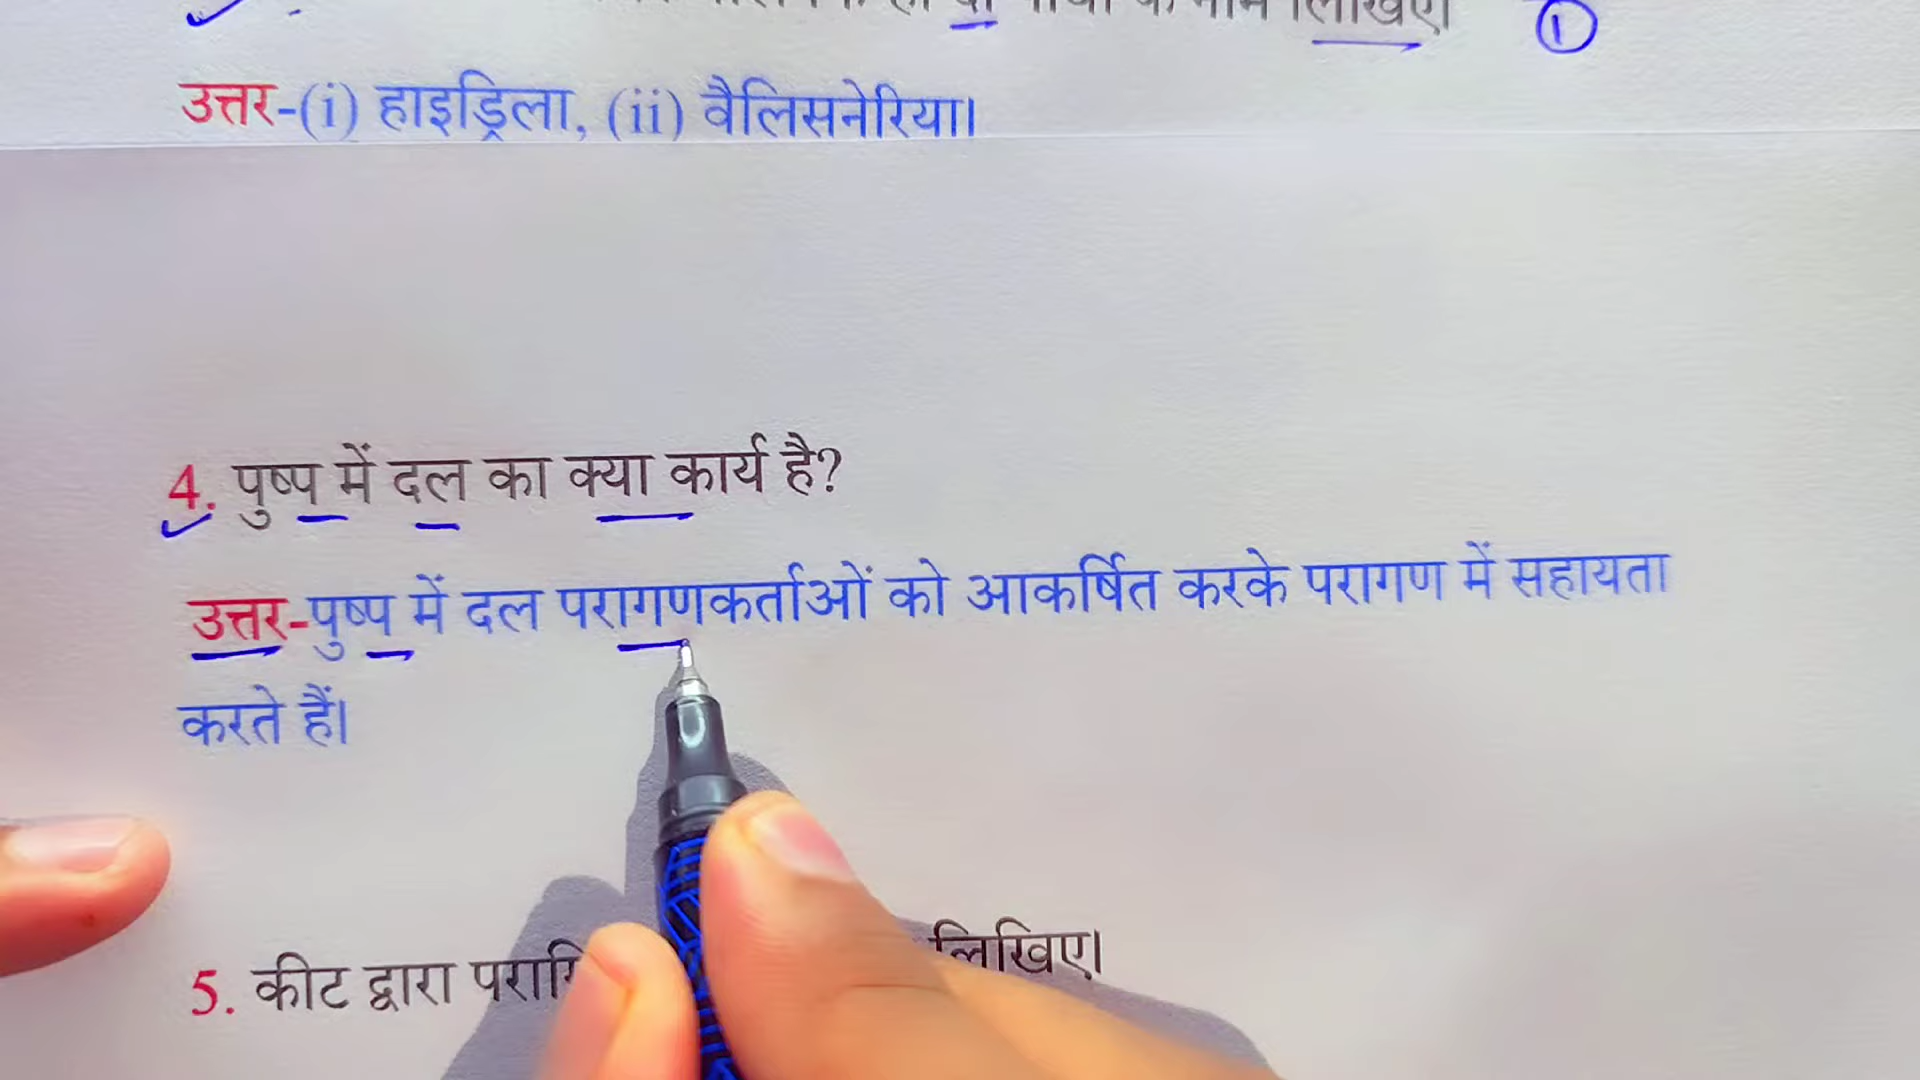 लिखिए। 1
उत्तर-(i) हाइड्रिला, (ii) वैलिसनेरिया।
4. पुष्प में दल का क्या कार्य है?
उत्तर-पुष्प में दल परागणकर्ताओं को आकर्षित करके परागण में सहायता
करते हैं।
5. कीट द्वारा लिखिए।